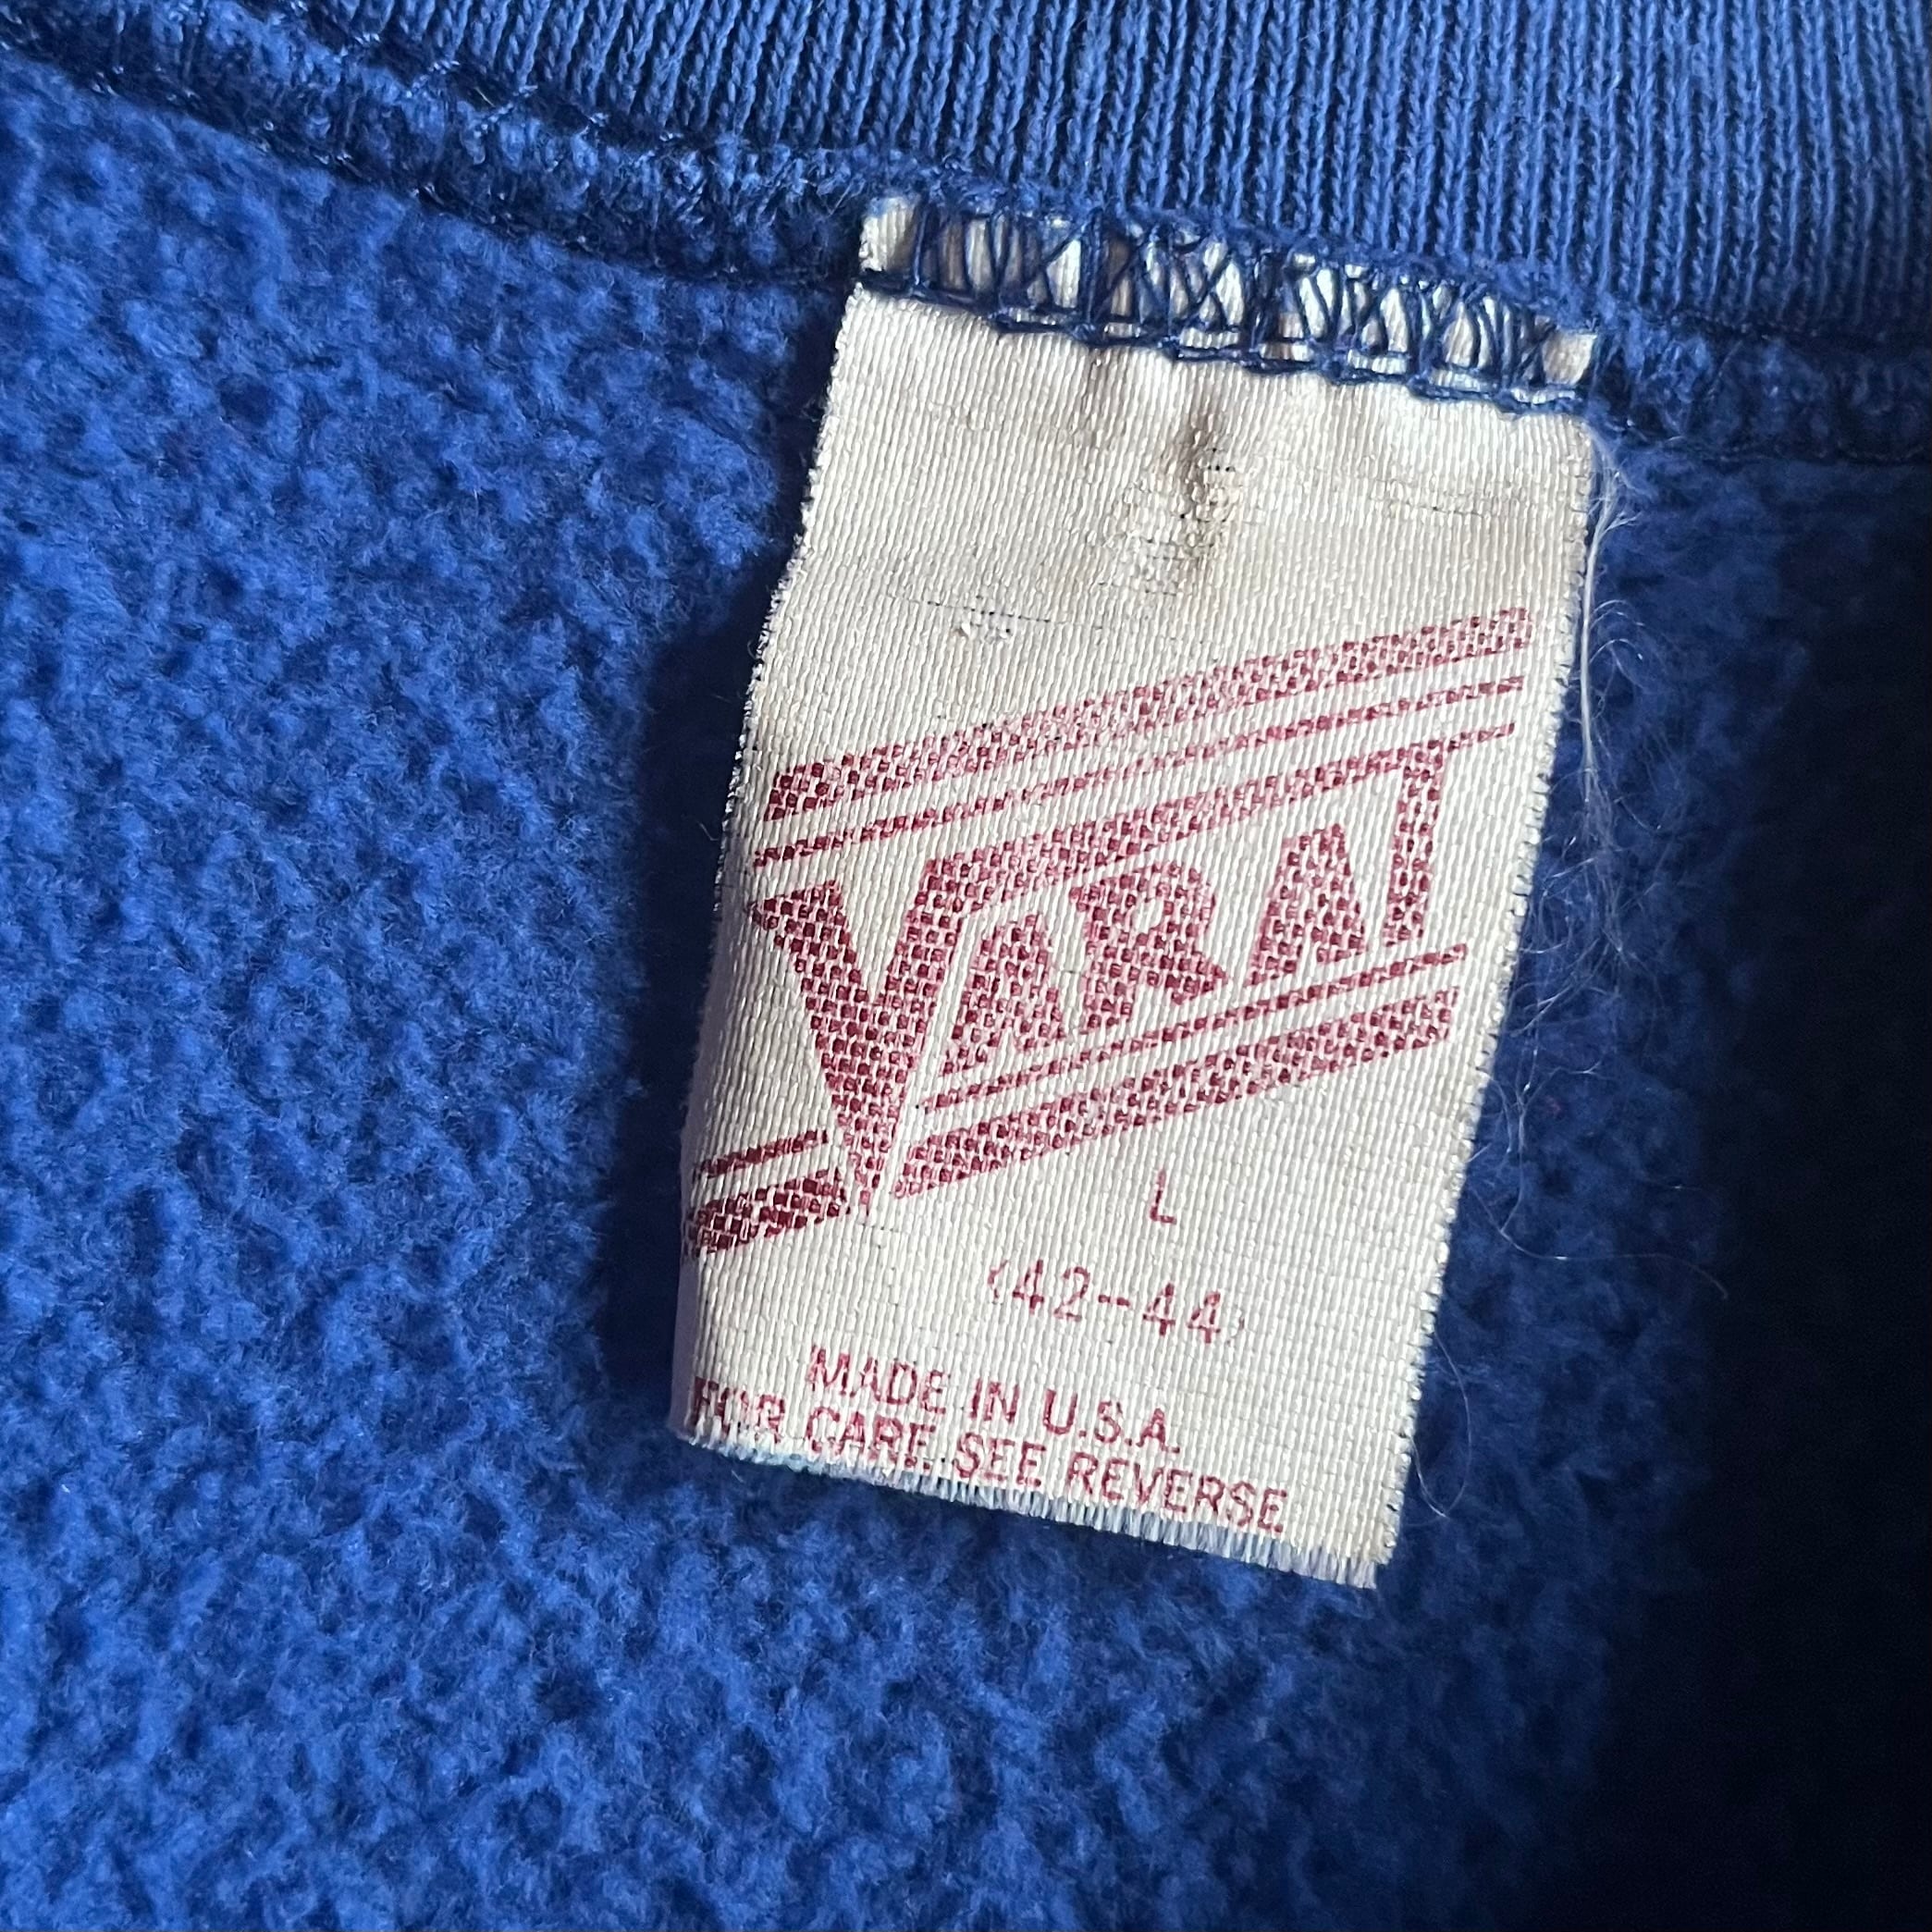 VARAT
L
(42-44)
MADE IN U.S.A.
FOR CARE SEE REVERSE